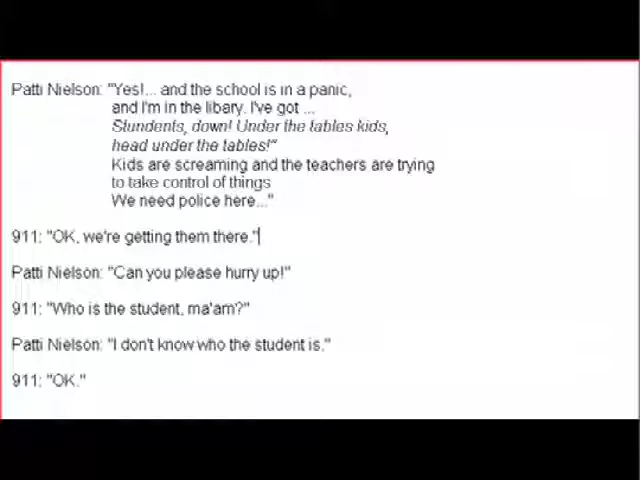 Patti Nielson: "Yes!... and the school is in a panic,
and I'm in the libary. I've got ...
Stundents, down! Under the tables kids,
head under the tables!"
Kids are screaming and the teachers are trying
to take control of things
We need police here..."
911: "OK, we're getting them there."
Patti Nielson: "Can you please hurry up!"
911: "Who is the student, ma'am?"
Patti Nielson: "I don't know who the student is."
911: "OK."